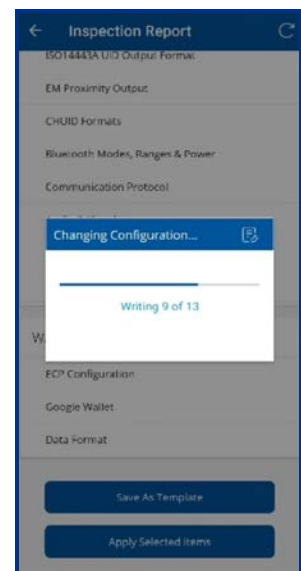 Inspection Report
ISO14443A UID Output Format
EM Proximity Output
CHUID Formats
Bluetooth Modes, Ranges & Power
Communication Protocol
Changing Configuration...
Writing 9 of 13
ECP Configuration
Google Wallet
Data Format
Save As Template
Apply Selected Items